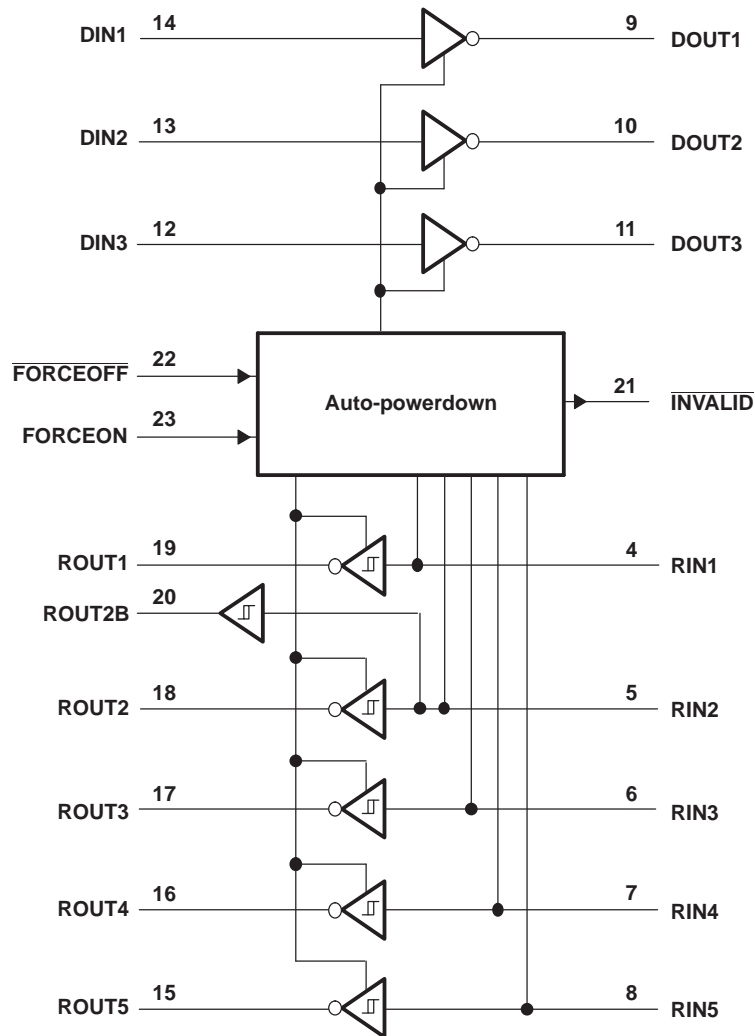 DIN1 14 9 DOUT1
DIN2 13 10 DOUT2
DIN3 12 11 DOUT3
FORCEOFF 22
Auto-powerdown
21 INVALID
FORCEON 23
ROUT1 19 4 RIN1
ROUT2B 20
ROUT2 18 5 RIN2
ROUT3 17 6 RIN3
ROUT4 16 7 RIN4
ROUT5 15 8 RIN5